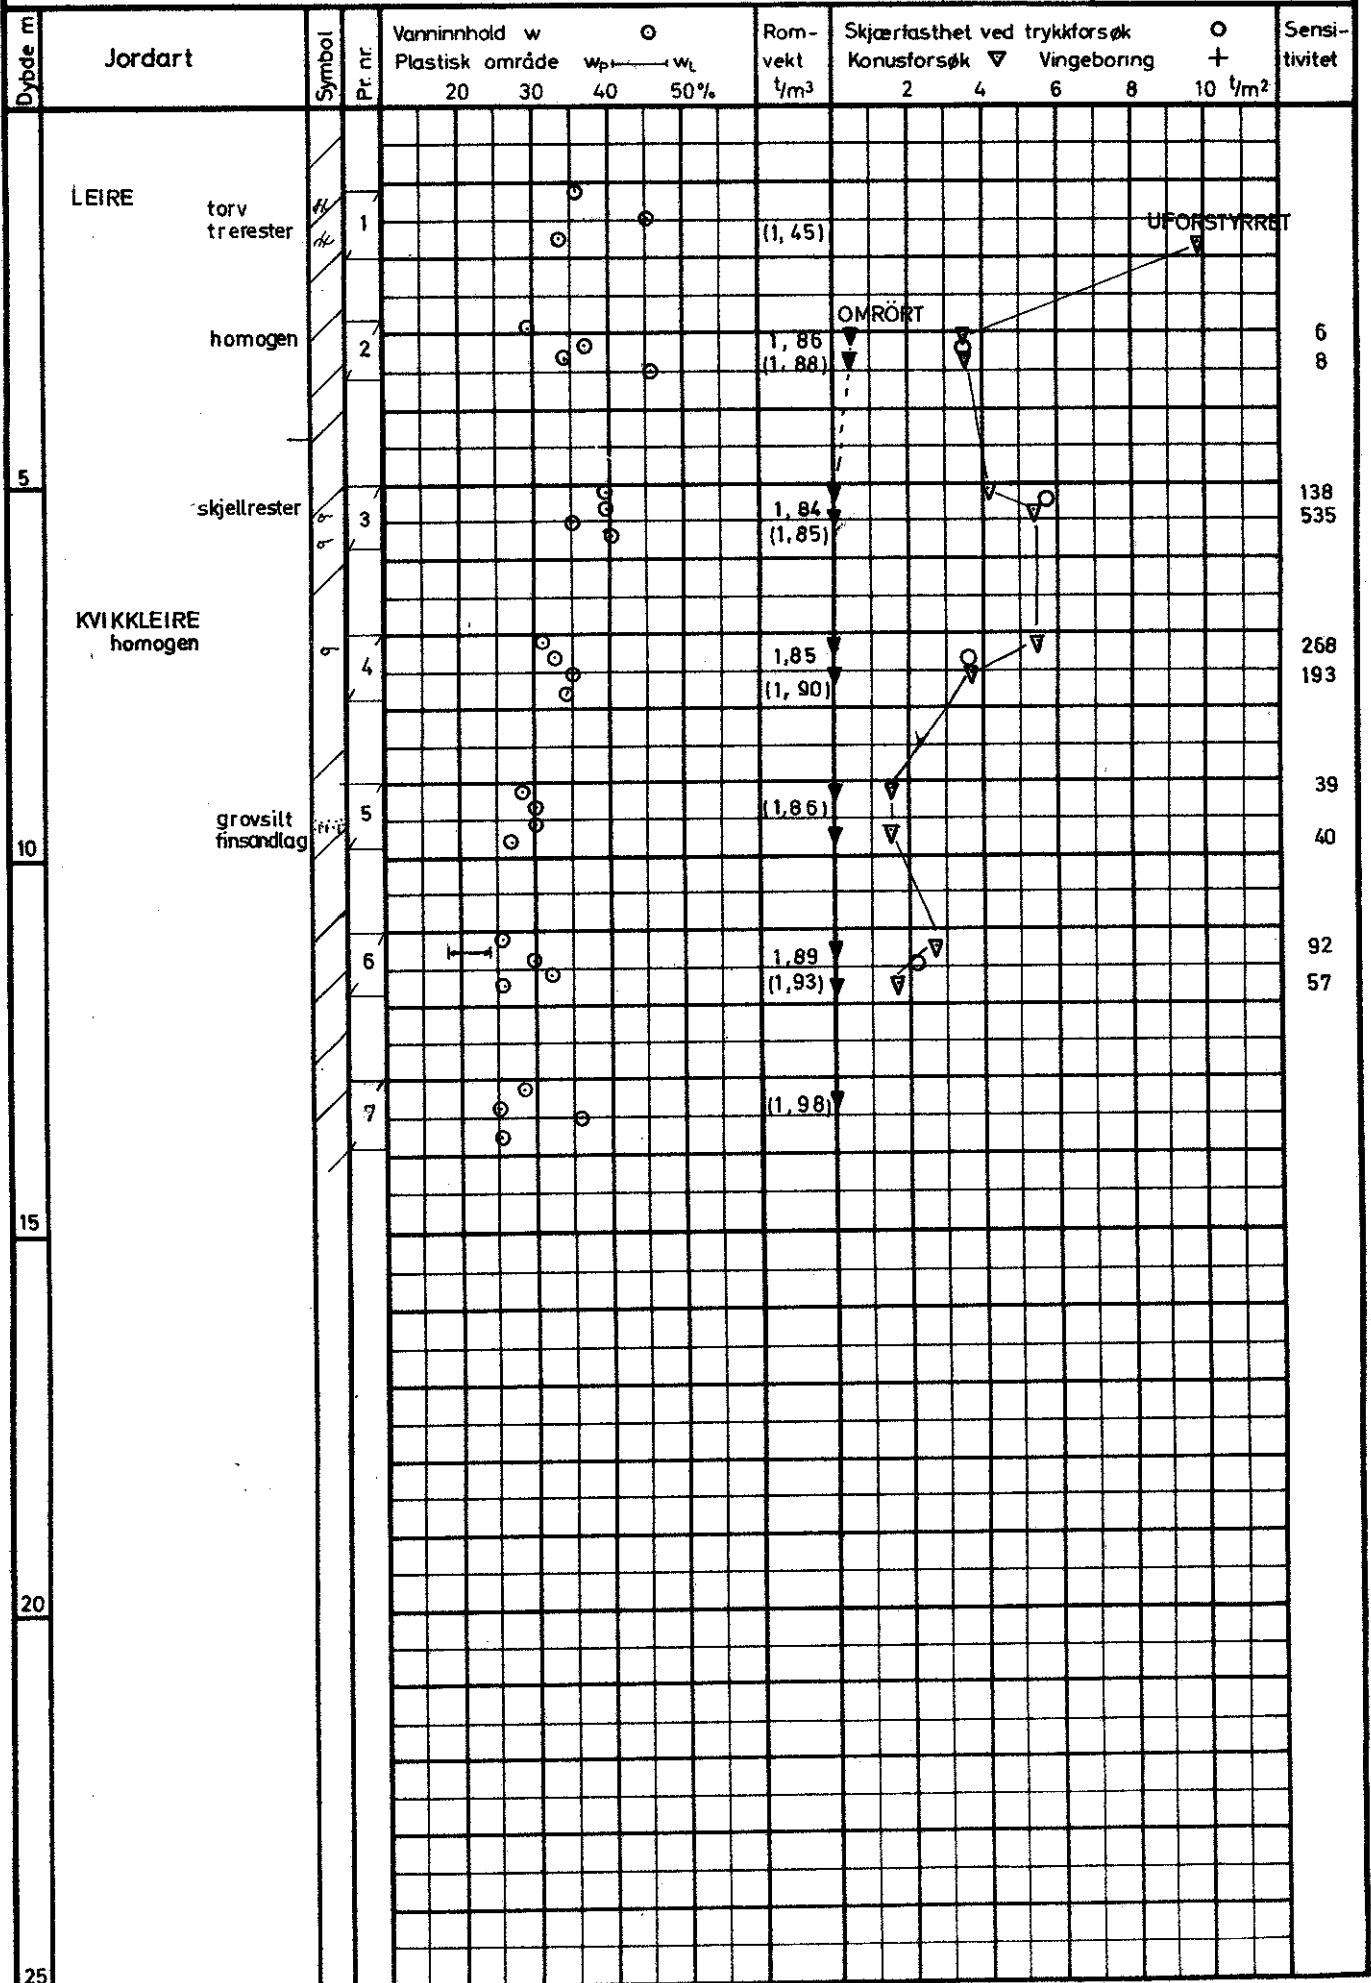 Dybde m
Jordart
Symbol
Pr. nr.
Vanninnhold w
Plastisk område wP wL
20 30 40 50%
Rom-
vekt
t/m³
Skjærfasthet ved trykkforsøk
Konusforsøk Vingeboring +
2 4 6 8 10 t/m²
Sensi-
tivitet
LEIRE
torv
trerester
1
(1,45)
UFORSTYRRET
OMRÖRT
homogen
2
1,86
(1,88)
6
8
5
skjellrester
3
1,84
(1,85)
138
535
KVIKKLEIRE
homogen
4
1,85
(1,90)
268
193
grovsilt
finsandlag
5
(1,86)
39
40
10
6
1,89
(1,93)
92
57
7
(1,98)
15
20
25